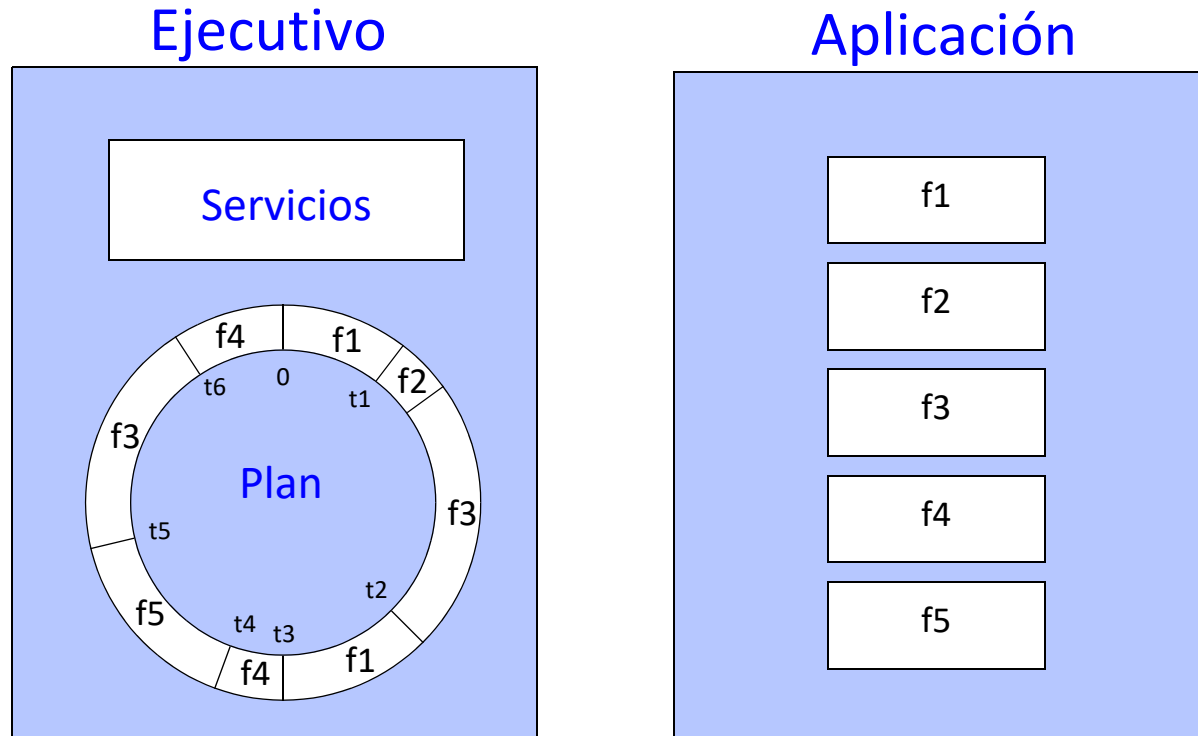 Ejecutivo
Servicios
f4
f1
f2
t6
0
t1
f3
Plan
f3
t5
t2
f5
t4
t3
f4
f1
Aplicación
f1
f2
f3
f4
f5